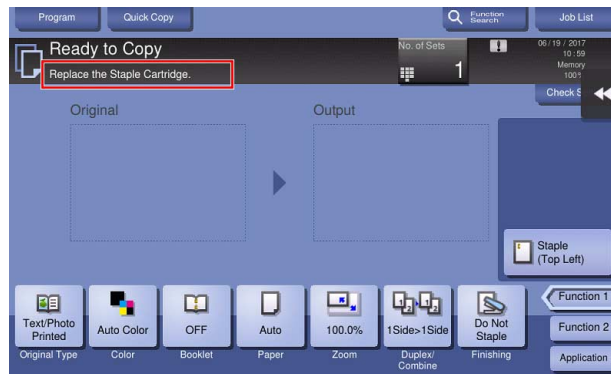 Program
Quick Copy
Function
Search
Job List
Ready to Copy
Replace the Staple Cartridge.
No. of Sets
1
06/19/2017
10:59
Memory
100%
Check S
Original
Output
Staple
(Top Left)
Text/Photo
Printed
Auto Color
OFF
Auto
100.0%
1Side>1Side
Do Not
Staple
Original Type
Color
Booklet
Paper
Zoom
Duplex/
Combine
Finishing
Function 1
Function 2
Application